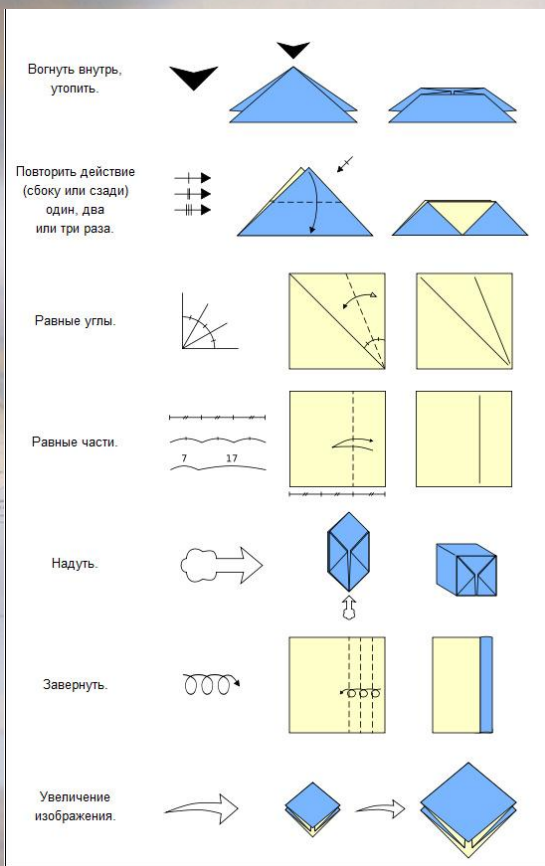 Вогнуть внутрь,
утопить.
Повторить действие
(сбоку или сзади)
один, два
или три раза.
Равные углы.
Равные части.
7 17
Надуть.
Завернуть.
Увеличение
изображения.